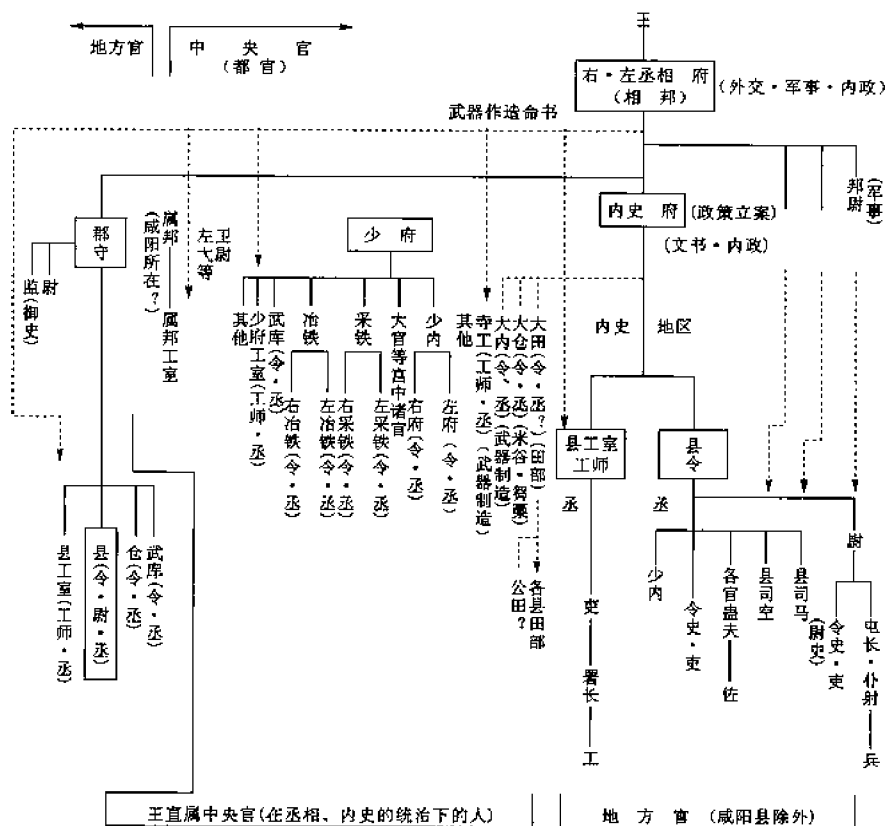 地方官
中央官
(都官)
王
右·左丞相府
(相邦)
(外交·军事·内政)
武器作造命书
邦尉
(军事)
内史府
(政策立案)
(文书·内政)
郡守
监(御史)
尉
属邦
(咸阳所在?)
属邦工室
卫尉
左弋等
少府
其他
少府工室(工师·丞)
武库(令·丞)
冶铁
采铁
大官等宫中诸官
少内
右冶铁(令·丞)
左冶铁(令·丞)
右采铁(令·丞)
左采铁(令·丞)
右府(令·丞)
左府(令·丞)
其他
寺工(工师·丞)(武器制造)
大内(令、丞)(武器制造)
大仓(令·丞)(米谷·刍稾)
大田(令·丞?)(田部)
公田?
各县田部
内史 地区
县工室
工师
丞
吏
署长
工
县令
丞
少内
令史·吏
各官啬夫
佐
县司空
县司马
尉
(尉史)
令史·吏
屯长·仆射
兵
县工室(工师·丞)
县(令·尉·丞)
仓(令·丞)
武库(令·丞)
王直属中央官(在丞相、内史的统治下的人)
地方官(咸阳县除外)